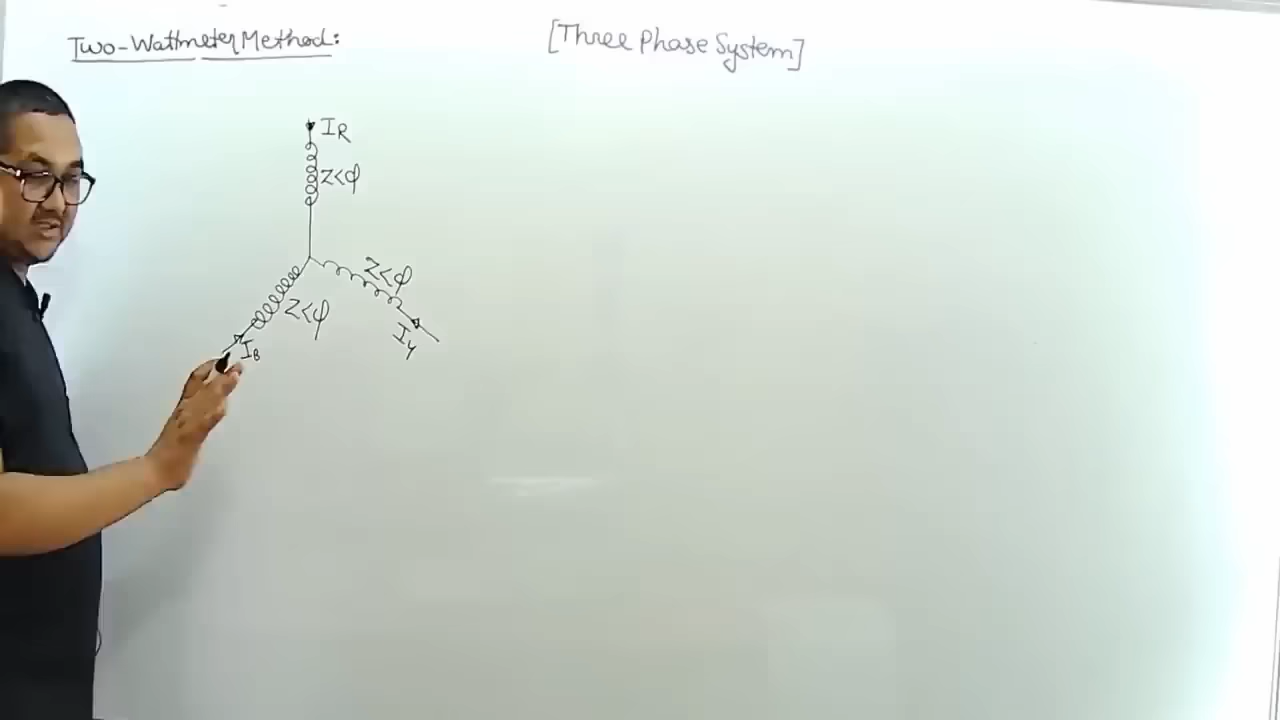 Two-Wattmeter Method:
[Three Phase System]
IR
Z<φ
Z<φ
Z<φ
IY
IB